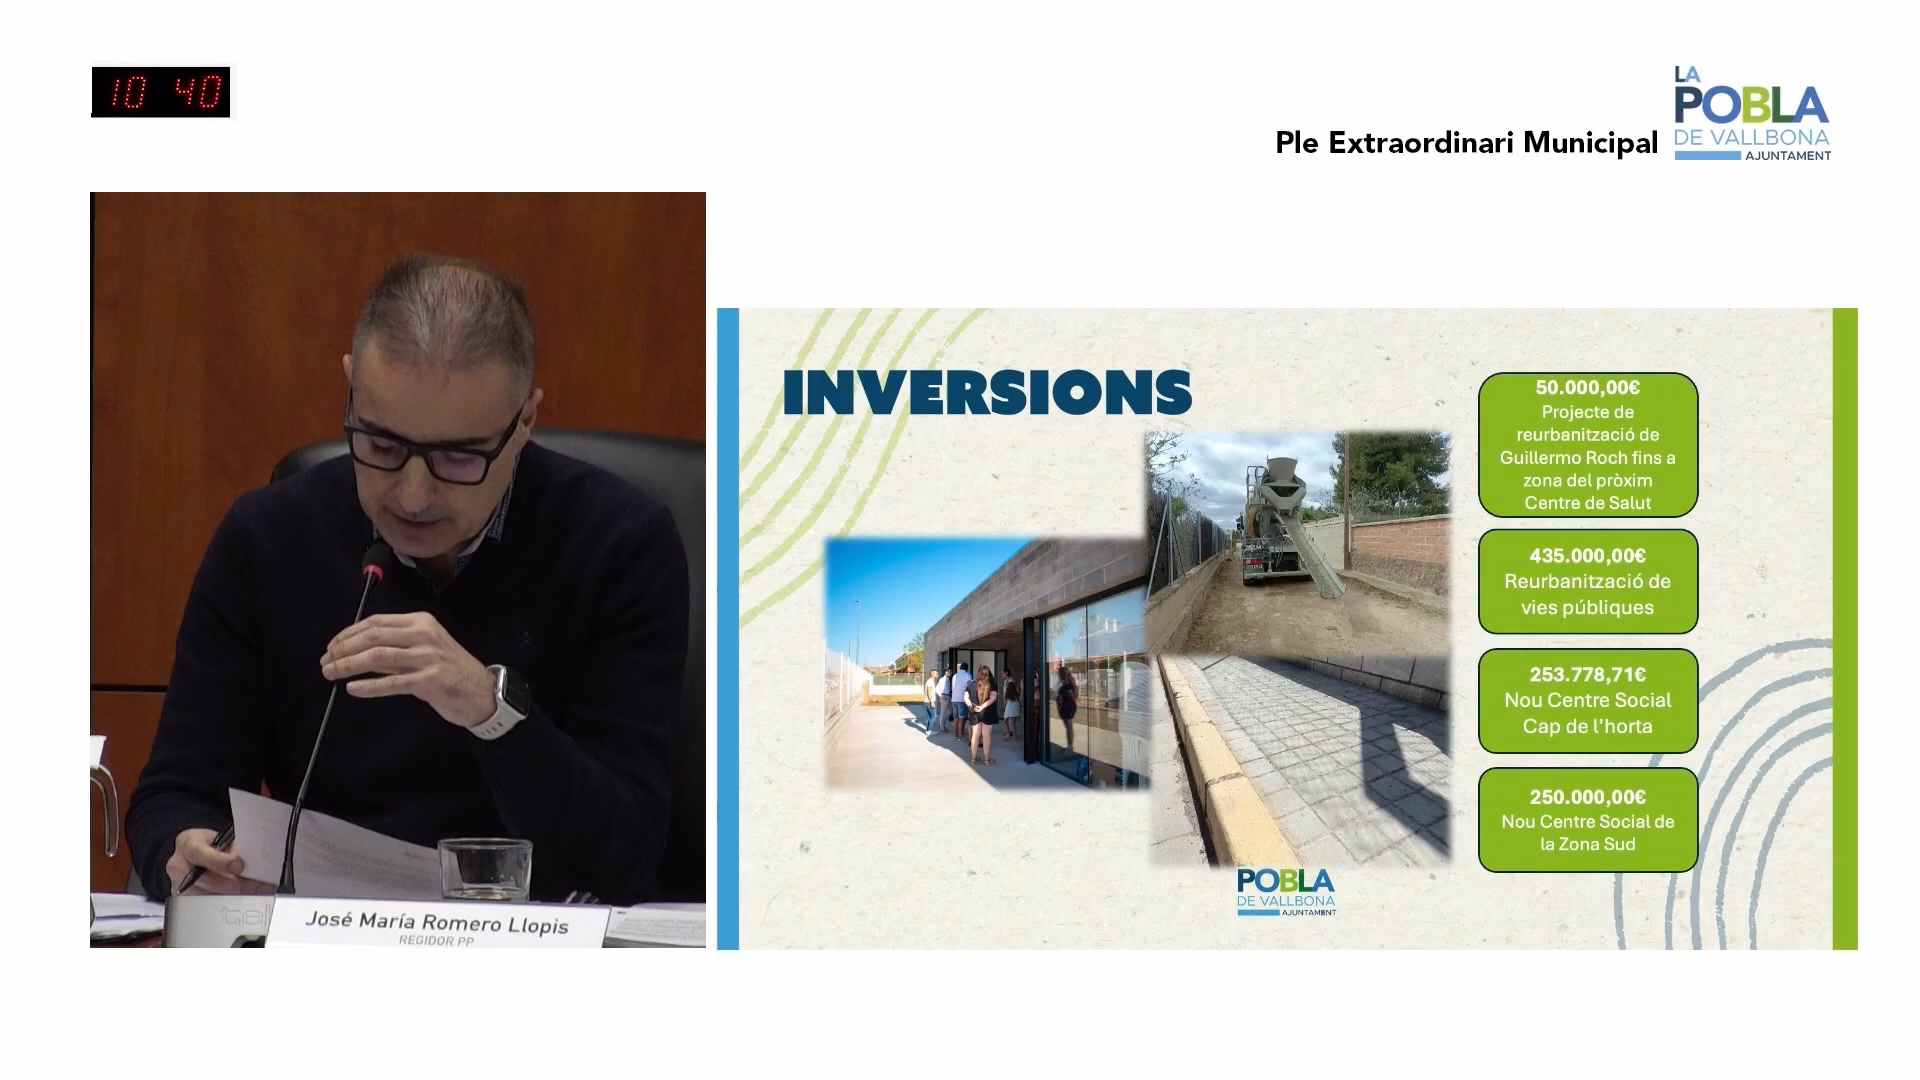 10 40
Ple Extraordinari Municipal
LA
POBLA
DE VALLBONA
AJUNTAMENT
José María Romero Llopis
REGIDOR PP
INVERSIONS
50.000,00€
Projecte de
reurbanització de
Guillermo Roch fins a
zona del pròxim
Centre de Salut
435.000,00€
Reurbanització de
vies públiques
253.778,71€
Nou Centre Social
Cap de l'horta
250.000,00€
Nou Centre Social de
la Zona Sud
POBLA
DE VALLBONA
AJUNTAMENT